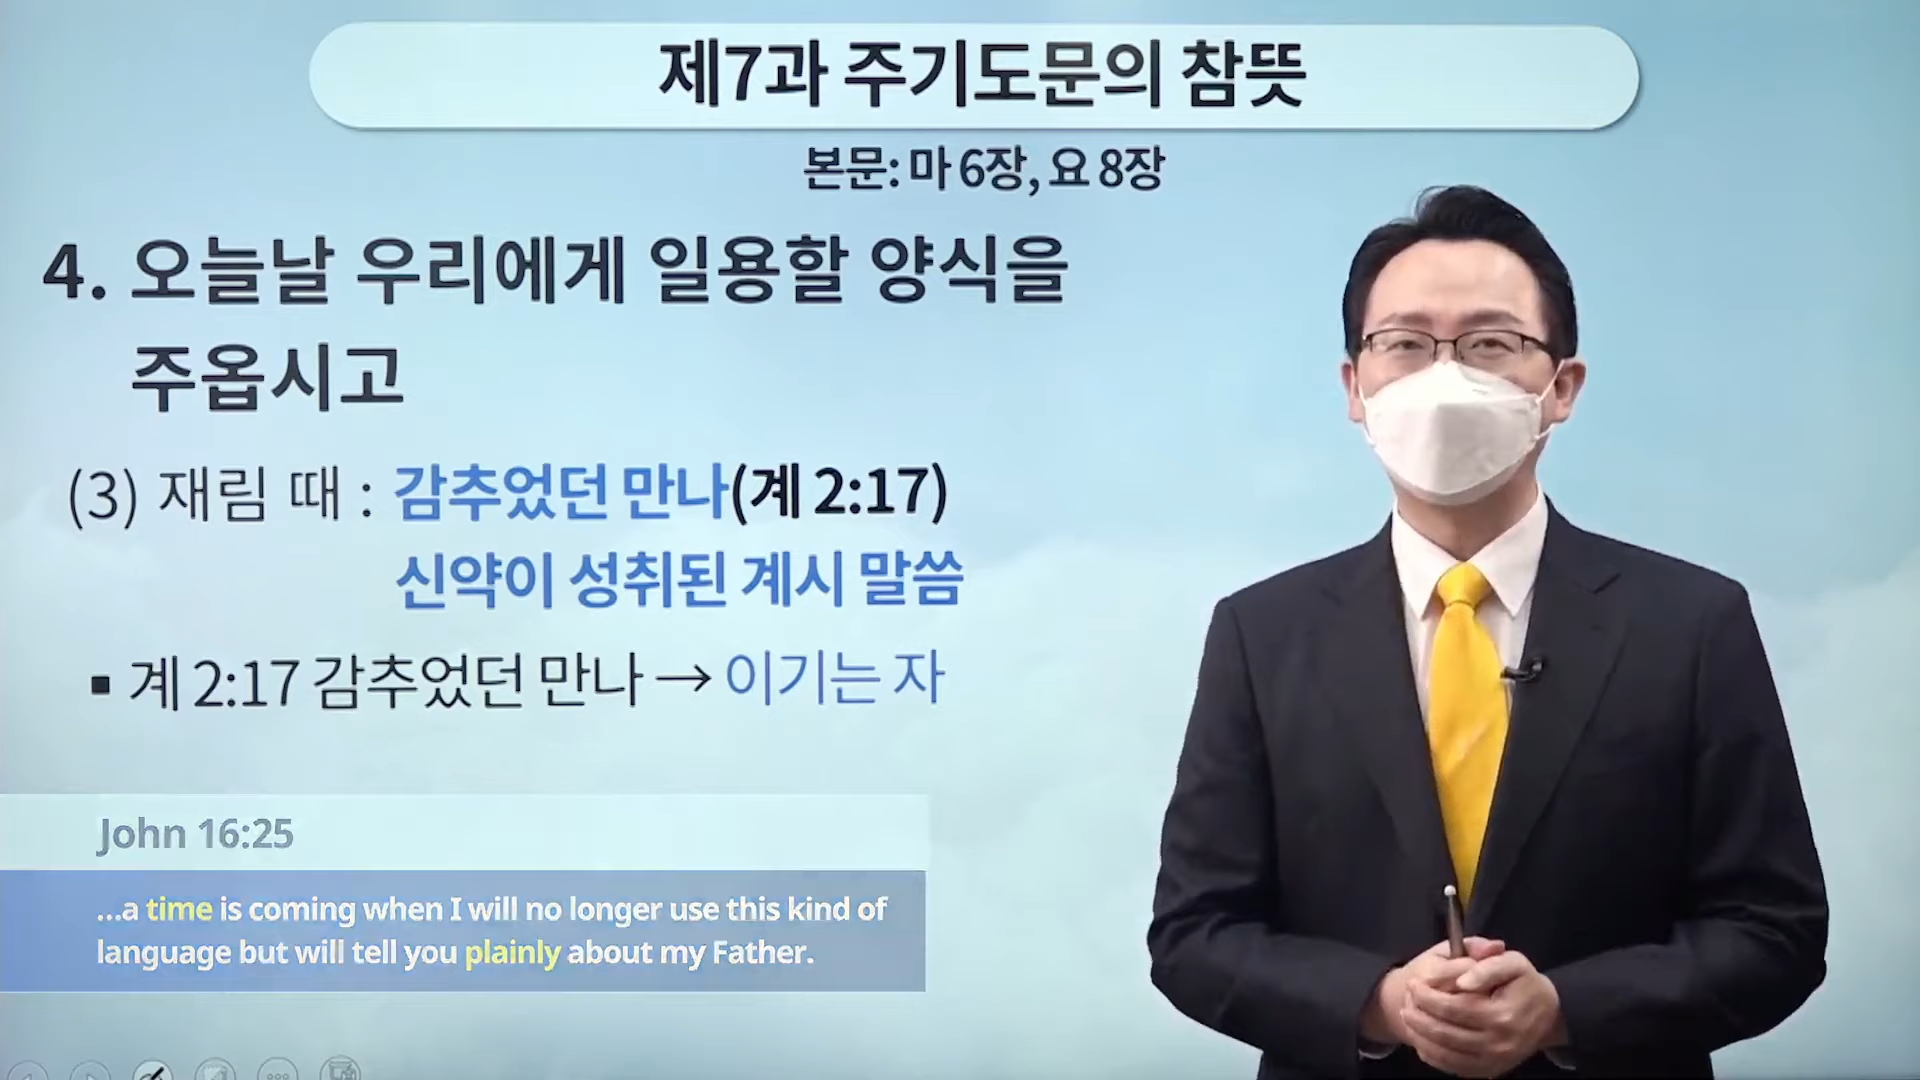 제7과 주기도문의 참뜻
본문: 마 6장, 요 8장
4. 오늘날 우리에게 일용할 양식을
주옵시고
(3) 재림 때 : 감추었던 만나(계 2:17)
신약이 성취된 계시 말씀
▪ 계 2:17 감추었던 만나 → 이기는 자
John 16:25
...a time is coming when I will no longer use this kind of
language but will tell you plainly about my Father.